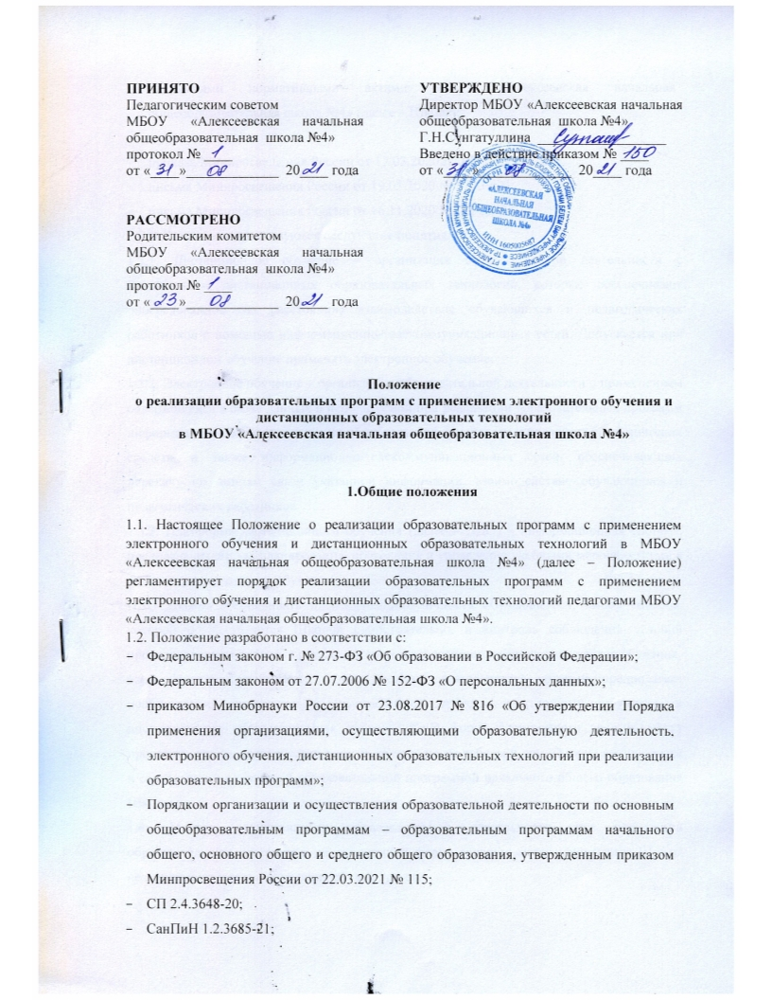 ПРИНЯТО
Педагогическим советом
МБОУ «Алексеевская начальная
общеобразовательная школа №4»
протокол № 1
от « 31 » 08 2021 года
УТВЕРЖДЕНО
Директор МБОУ «Алексеевская начальная
общеобразовательная школа №4»
Г.Н.Сунгатуллина
Введено в действие приказом № 150
от « 31 » 08 2021 года
«АЛЕКСЕЕВСКАЯ
НАЧАЛЬНАЯ
ОБЩЕОБРАЗОВАТЕЛЬНАЯ
ШКОЛА №4»
ИНН 1605005687
РАССМОТРЕНО
Родительским комитетом
МБОУ «Алексеевская начальная
общеобразовательная школа №4»
протокол № 1
от « 23 » 08 2021 года
Положение
о реализации образовательных программ с применением электронного обучения и
дистанционных образовательных технологий
в МБОУ «Алексеевская начальная общеобразовательная школа №4»
1.Общие положения
1.1. Настоящее Положение о реализации образовательных программ с применением
электронного обучения и дистанционных образовательных технологий в МБОУ
«Алексеевская начальная общеобразовательная школа №4» (далее – Положение)
регламентирует порядок реализации образовательных программ с применением
электронного обучения и дистанционных образовательных технологий педагогами МБОУ
«Алексеевская начальная общеобразовательная школа №4».
1.2. Положение разработано в соответствии с:
− Федеральным законом г. № 273-ФЗ «Об образовании в Российской Федерации»;
− Федеральным законом от 27.07.2006 № 152-ФЗ «О персональных данных»;
− приказом Минобрнауки России от 23.08.2017 № 816 «Об утверждении Порядка
применения организациями, осуществляющими образовательную деятельность,
электронного обучения, дистанционных образовательных технологий при реализации
образовательных программ»;
− Порядком организации и осуществления образовательной деятельности по основным
общеобразовательным программам – образовательным программам начального
общего, основного общего и среднего общего образования, утвержденным приказом
Минпросвещения России от 22.03.2021 № 115;
− СП 2.4.3648-20;
− СанПиН 1.2.3685-21;